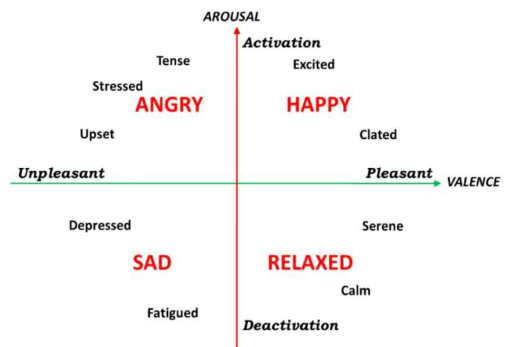 AROUSAL
Activation
Tense
Excited
Stressed
ANGRY
HAPPY
Upset
Clated
Unpleasant
Pleasant
VALENCE
Depressed
Serene
SAD
RELAXED
Calm
Fatigued
Deactivation